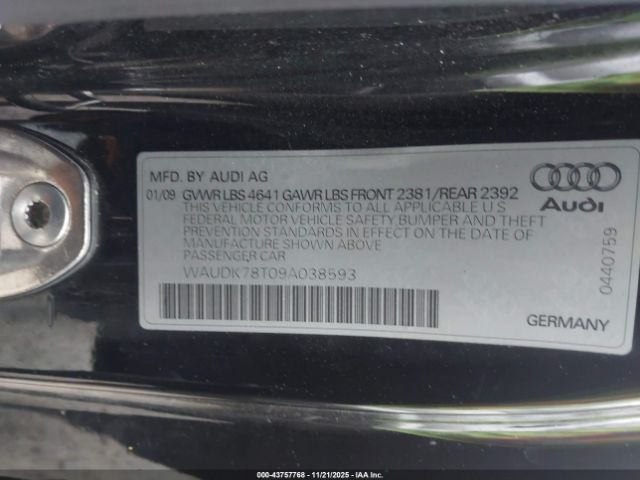 MFD. BY AUDI AG
01/09 GVWR LBS 4641 GAWR LBS FRONT 2381/REAR 2392
THIS VEHICLE CONFORMS TO ALL APPLICABLE U S
FEDERAL MOTOR VEHICLE SAFETY BUMPER AND THEFT
PREVENTION STANDARDS IN EFFECT ON THE DATE OF
MANUFACTURE SHOWN ABOVE
PASSENGER CAR
WAUDK78T09A038593
Audi
0440759
GERMANY
000-43757768 - 11/21/2025 - IAA Inc.